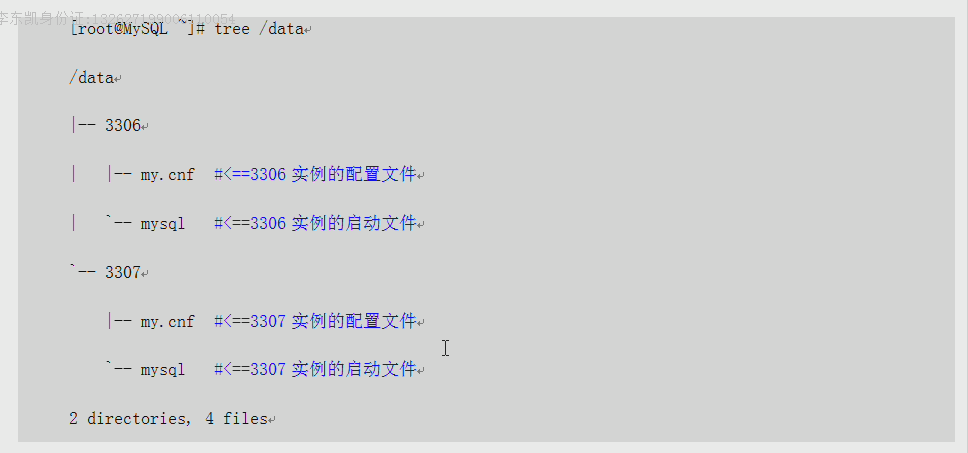 李东凯身份证:132627199006110054
[root@MySQL ~]# tree /data
/data
|-- 3306
|   |-- my.cnf  #<==3306 实例的配置文件
|   `-- mysql   #<==3306 实例的启动文件
`-- 3307
    |-- my.cnf  #<==3307 实例的配置文件
    `-- mysql   #<==3307 实例的启动文件
2 directories, 4 files